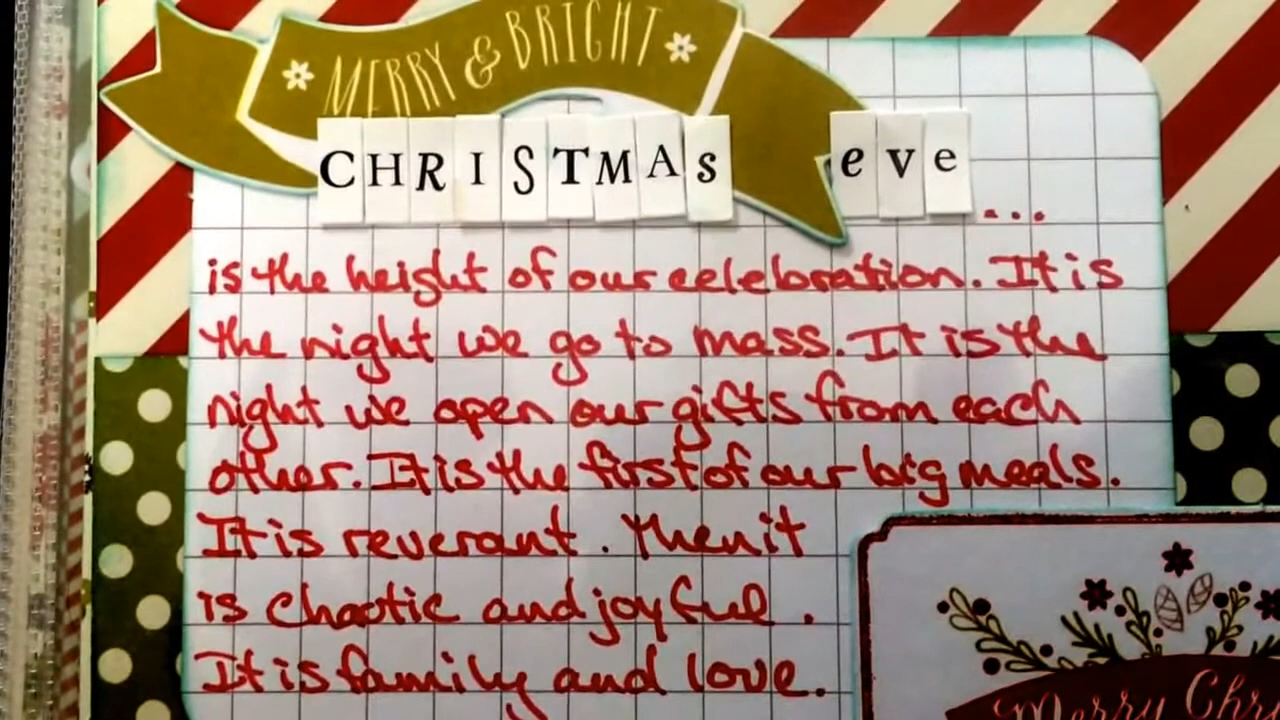 MERRY & BRIGHT
CHRISTMAs eve
...
is the height of our celebration. It is
the night we go to mass. It is the
night we open our gifts from each
other. It is the first of our big meals.
It is reverant. Then it
is chaotic and joyful.
It is family and love.
Merry Chri